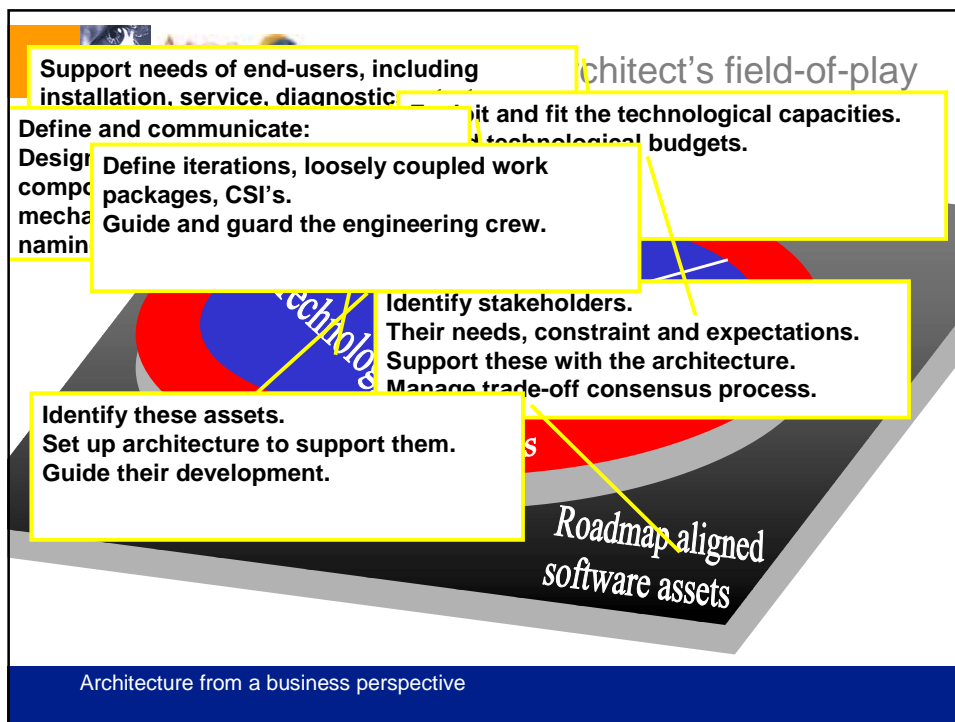 chitect's field-of-play
Support needs of end-users, including
installation, service, diagnostic
it and fit the technological capacities.
technological budgets.
Define and communicate:
Desig
compo
mecha
namin
Define iterations, loosely coupled work
packages, CSI's.
Guide and guard the engineering crew.
Technolog
Identify stakeholders.
Their needs, constraint and expectations.
Support these with the architecture.
Manage trade-off consensus process.
Identify these assets.
Set up architecture to support them.
Guide their development.
s
Roadmap aligned
software assets
Architecture from a business perspective